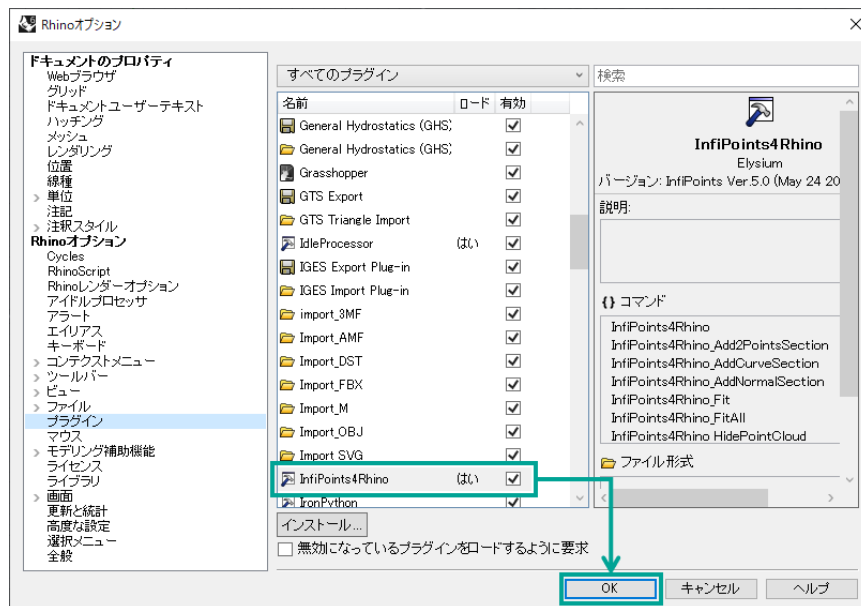 Rhinoオプション
ドキュメントのプロパティ
Webブラウザ
グリッド
ドキュメントユーザーテキスト
ハッチング
メッシュ
レンダリング
位置
線種
単位
注記
注釈スタイル
Rhinoオプション
Cycles
RhinoScript
Rhinoレンダーオプション
アイドルプロセッサ
アラート
エイリアス
キーボード
コンテクストメニュー
ツールバー
ビュー
ファイル
プラグイン
マウス
モデリング補助機能
ライセンス
ライブラリ
画面
更新と統計
高度な設定
選択メニュー
全般
すべてのプラグイン
名前 ロード 有効
General Hydrostatics (GHS)
General Hydrostatics (GHS)
Grasshopper
GTS Export
GTS Triangle Import
IdleProcessor はい
IGES Export Plug-in
IGES Import Plug-in
import_3MF
Import_AMF
Import_DST
Import_FBX
Import_M
Import_OBJ
Import SVG
InfiPoints4Rhino はい
IronPython
インストール...
無効になっているプラグインをロードするように要求
検索
InfiPoints4Rhino
Elysium
バージョン: InfiPoints Ver.5.0 (May 24 20
説明:
{} コマンド
InfiPoints4Rhino
InfiPoints4Rhino_Add2PointsSection
InfiPoints4Rhino_AddCurveSection
InfiPoints4Rhino_AddNormalSection
InfiPoints4Rhino_Fit
InfiPoints4Rhino_FitAll
InfiPoints4Rhino HidePointCloud
ファイル形式
OK
キャンセル
ヘルプ